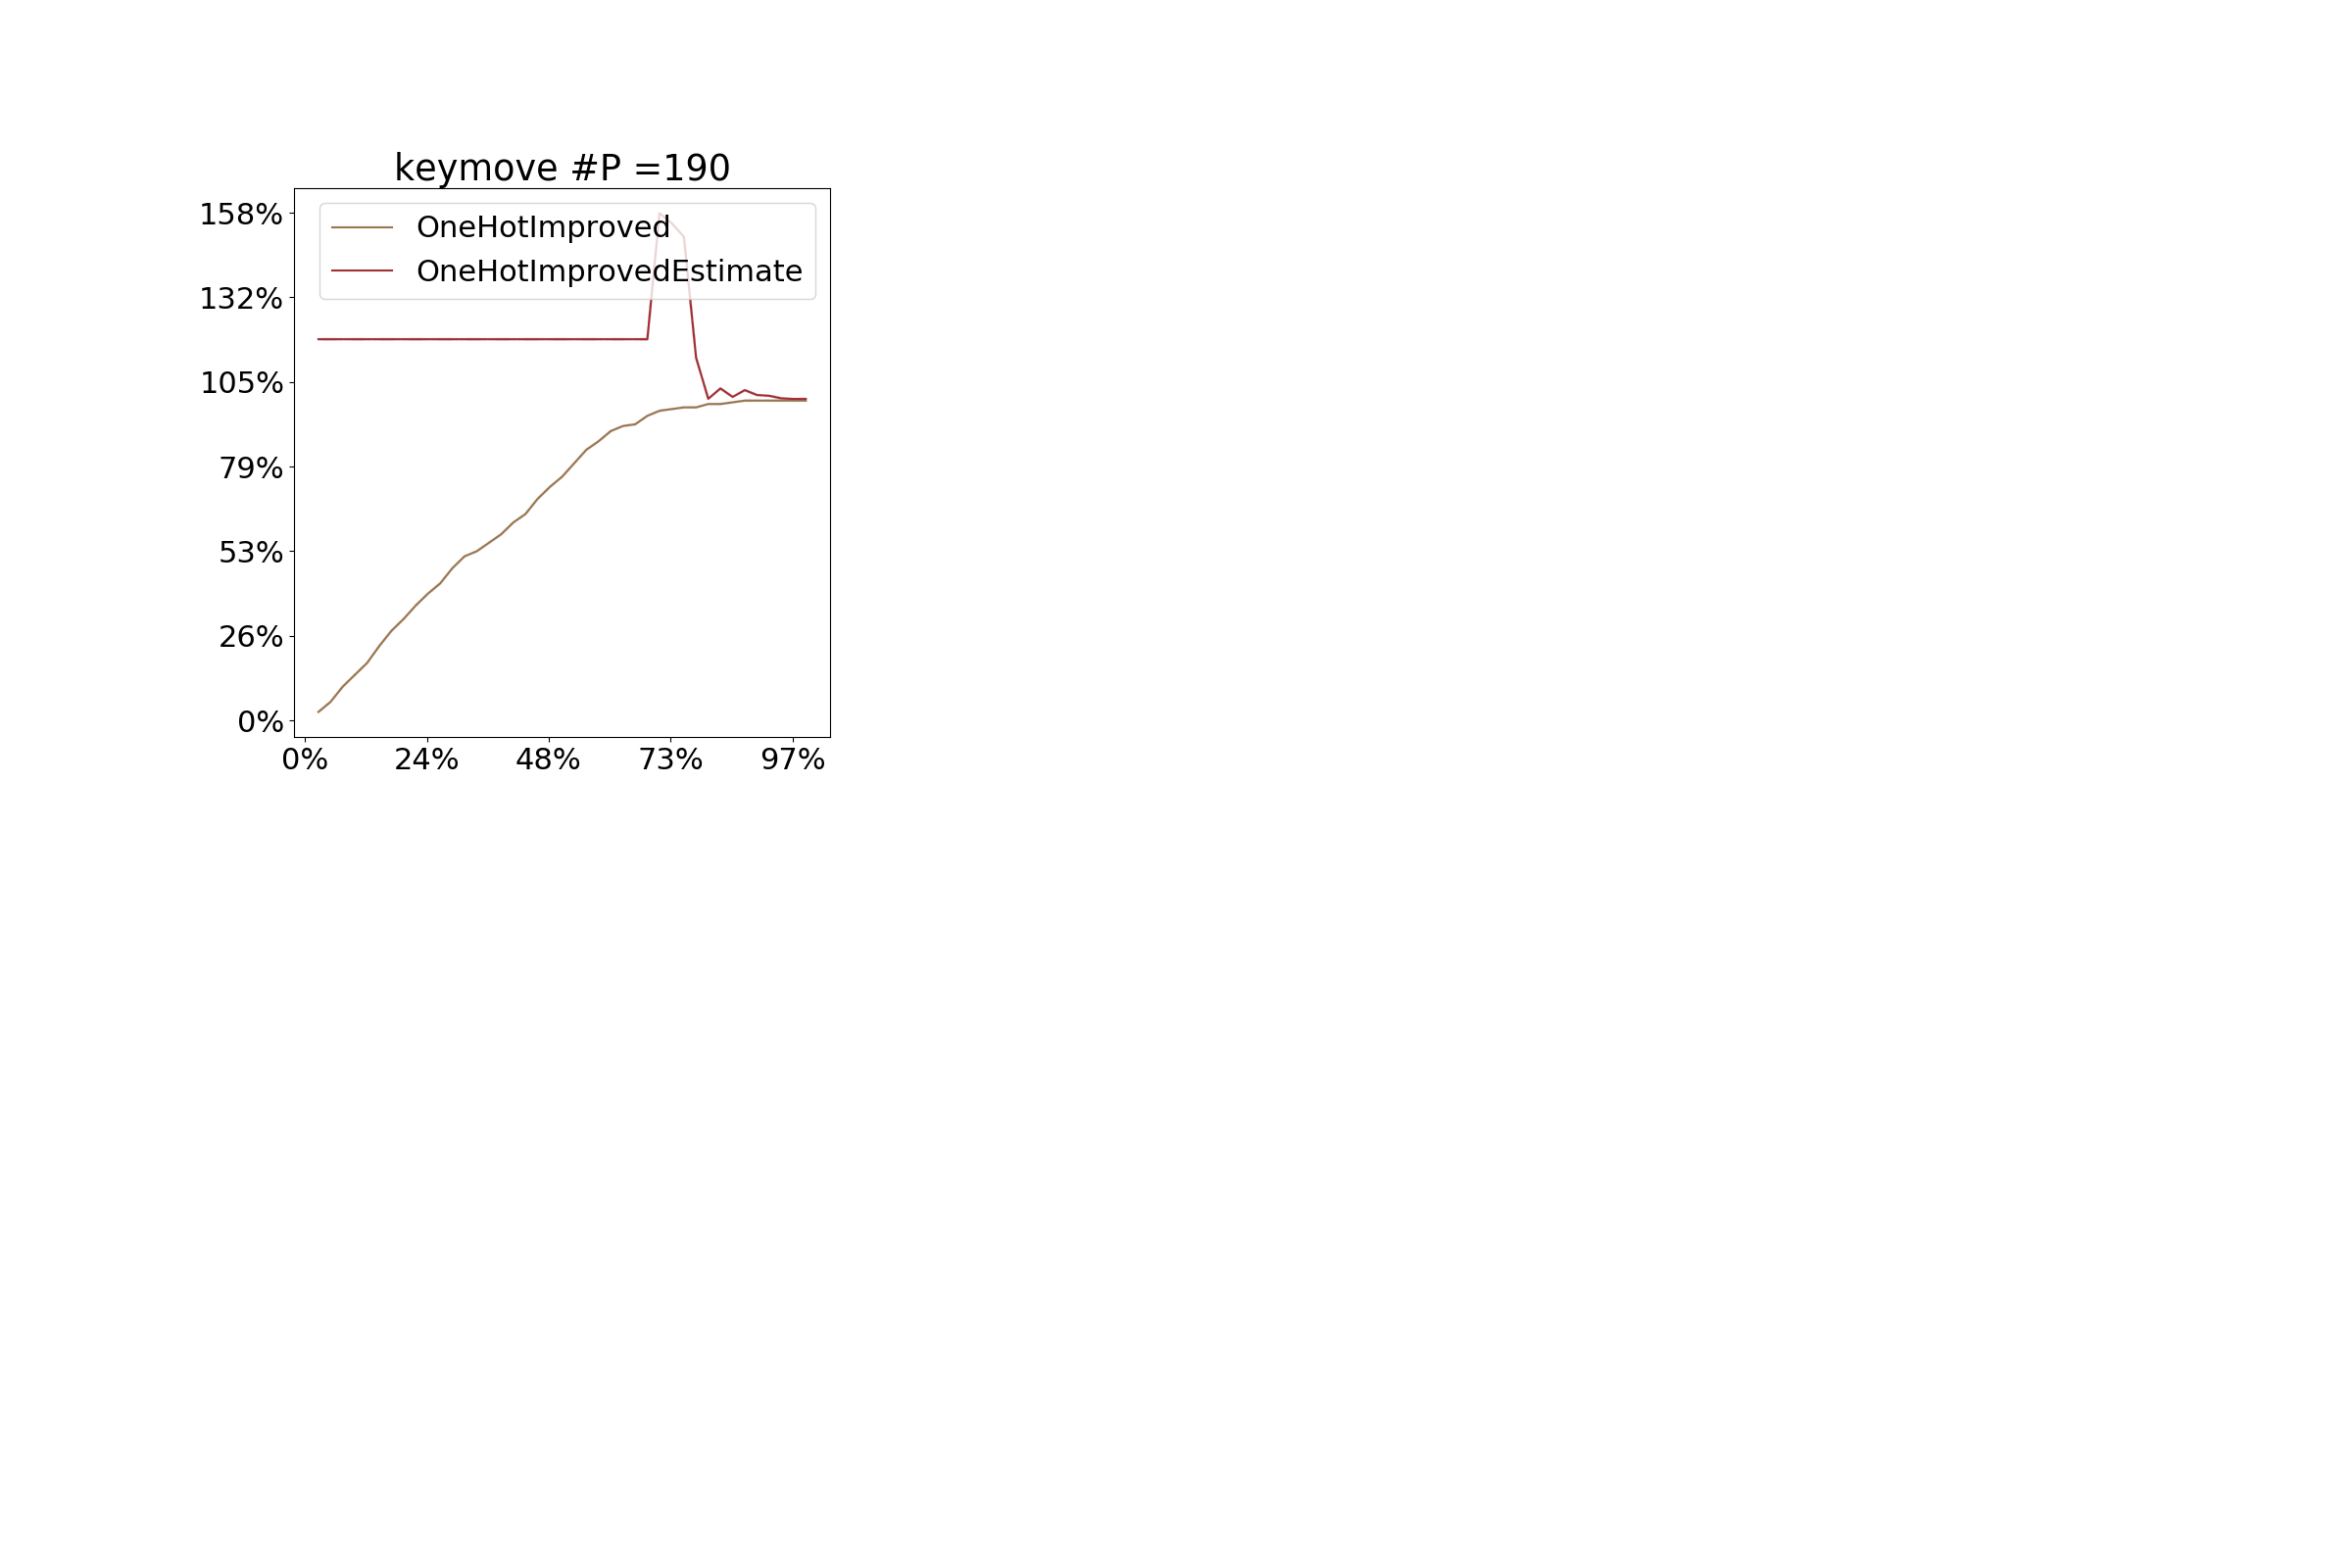 keymove #P =190
158%
132%
105%
79%
53%
26%
0%
OneHotImproved
OneHotImprovedEstimate
0% 24% 48% 73% 97%